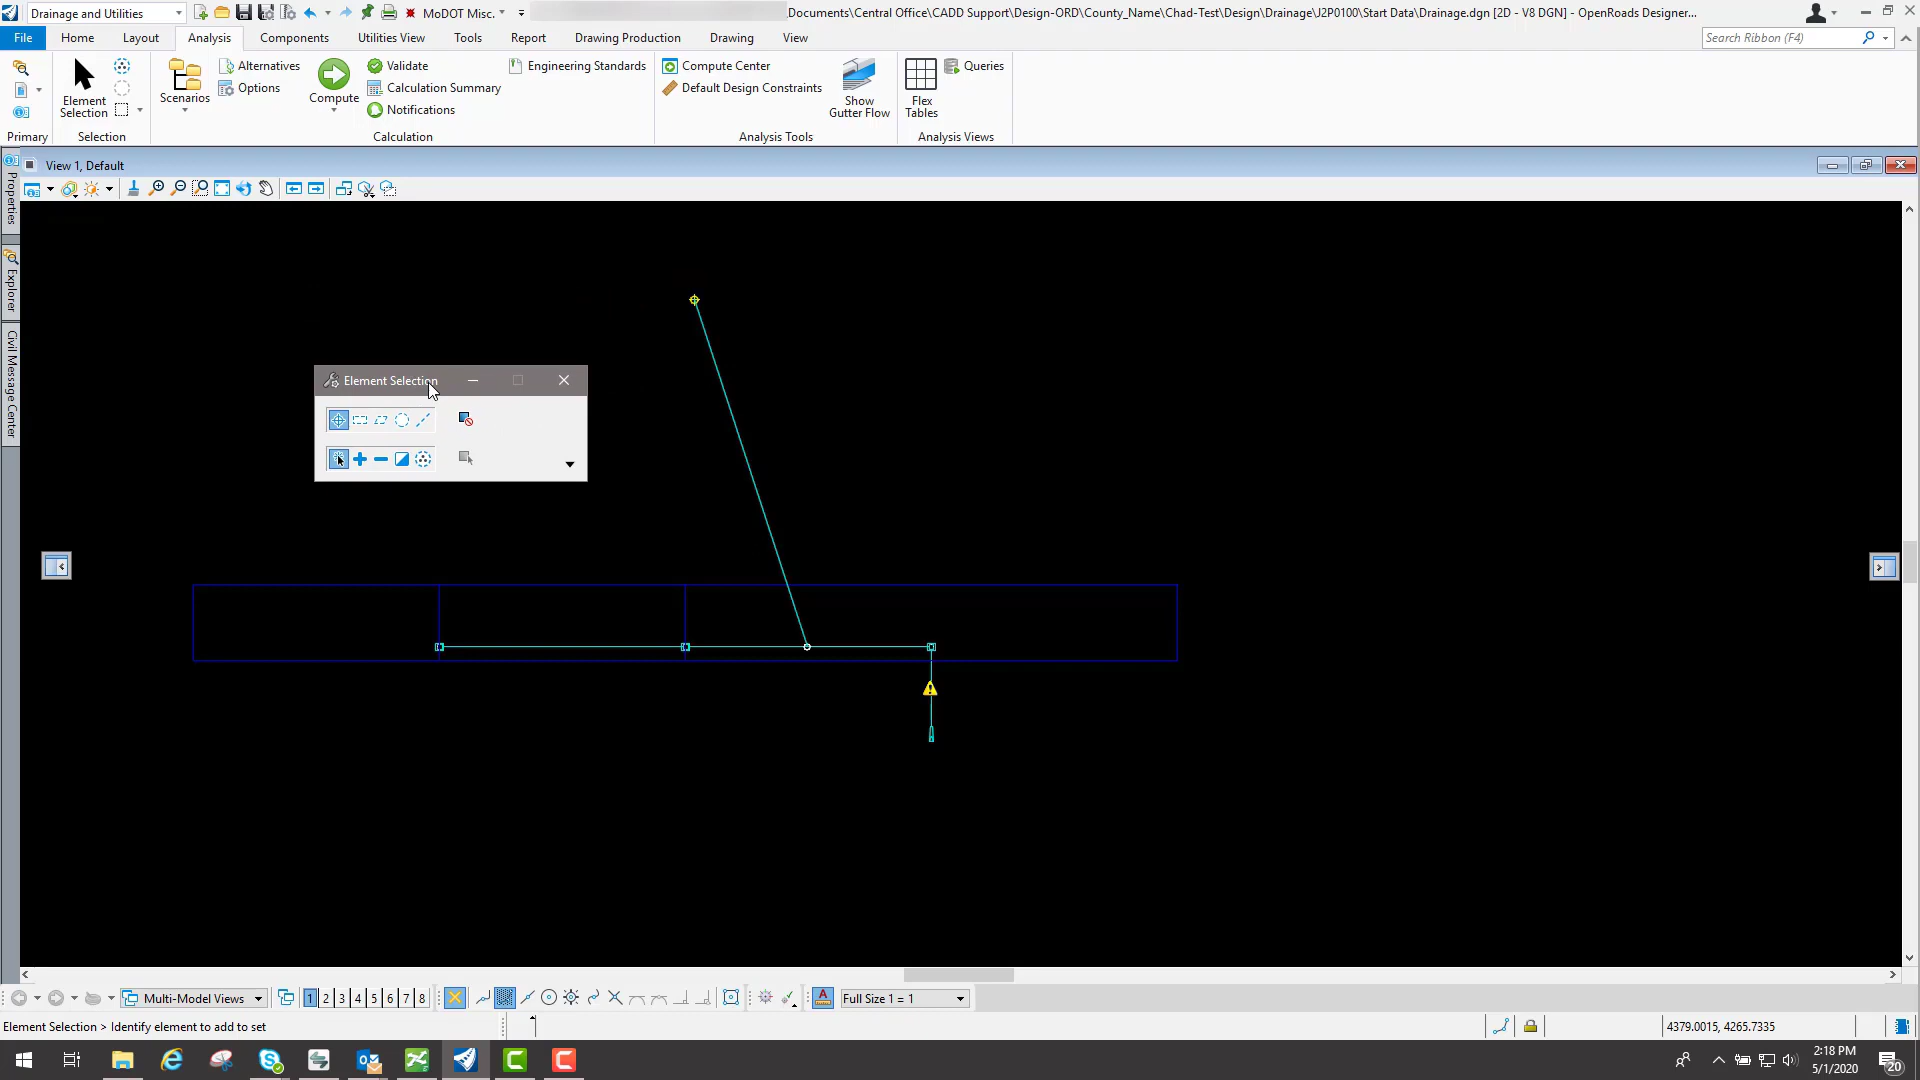 Drainage and Utilities
MoDOT Misc.
Documents\Central Office\CADD Support\Design-ORD\County_Name\Chad-Test\Design\Drainage\J2P0100\Start Data\Drainage.dgn [2D - V8 DGN] - OpenRoads Designer...
File Home Layout Analysis Components Utilities View Tools Report Drawing Production Drawing View
Search Ribbon (F4)
Element Selection
Scenarios
Alternatives
Options
Compute
Validate
Calculation Summary
Notifications
Engineering Standards
Compute Center
Default Design Constraints
Show Gutter Flow
Flex Tables
Queries
Primary Selection Calculation Analysis Tools Analysis Views
View 1, Default
Properties
Explorer
Civil Message Center
Element Selection
Multi-Model Views
1 2 3 4 5 6 7 8
A
Full Size 1 = 1
Element Selection > Identify element to add to set
4379.0015, 4265.7335
2:18 PM
5/1/2020
20